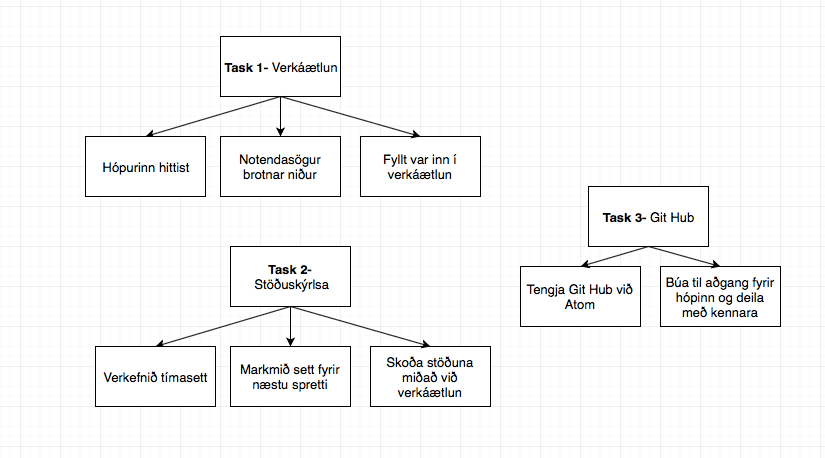 Task 1- Verkáætlun
Hópurinn hittist
Notendasögur
brotnar niður
Fyllt var inn í
verkáætlun
Task 2-
Stöðuskýrlsa
Verkefnið tímasett
Markmið sett fyrir
næstu spretti
Skoða stöðuna
miðað við
verkáætlun
Task 3- Git Hub
Tengja Git Hub við
Atom
Búa til aðgang fyrir
hópinn og deila
með kennara